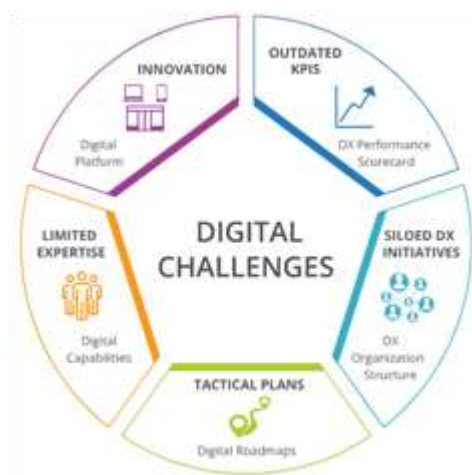 INNOVATION
Digital
Platform
OUTDATED
KPIS
DX Performance
Scorecard
LIMITED
EXPERTISE
Digital
Capabilities
DIGITAL
CHALLENGES
SILOED DX
INITIATIVES
DX
Organization
Structure
TACTICAL PLANS
Digital Roadmaps